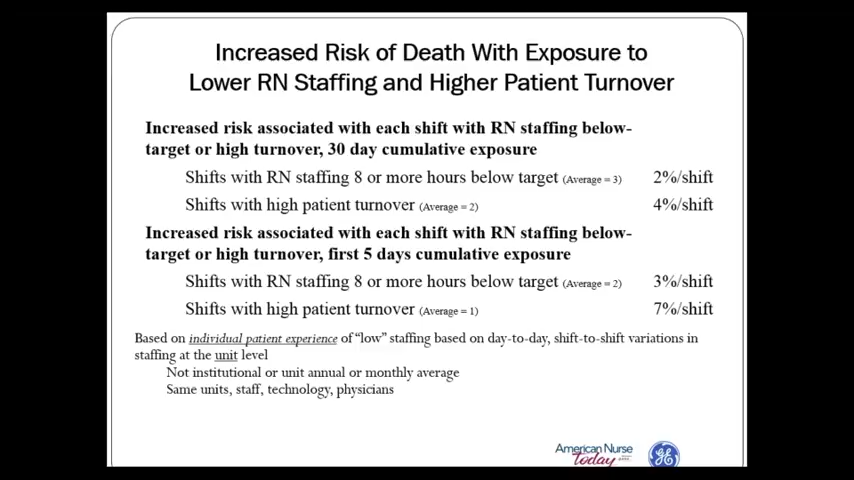 Increased Risk of Death With Exposure to
Lower RN Staffing and Higher Patient Turnover
Increased risk associated with each shift with RN staffing below-
target or high turnover, 30 day cumulative exposure
Shifts with RN staffing 8 or more hours below target (Average = 3) 2%/shift
Shifts with high patient turnover (Average = 2) 4%/shift
Increased risk associated with each shift with RN staffing below-
target or high turnover, first 5 days cumulative exposure
Shifts with RN staffing 8 or more hours below target (Average = 2) 3%/shift
Shifts with high patient turnover (Average = 1) 7%/shift
Based on individual patient experience of “low” staffing based on day-to-day, shift-to-shift variations in
staffing at the unit level
Not institutional or unit annual or monthly average
Same units, staff, technology, physicians
American Nurse
Today
GE